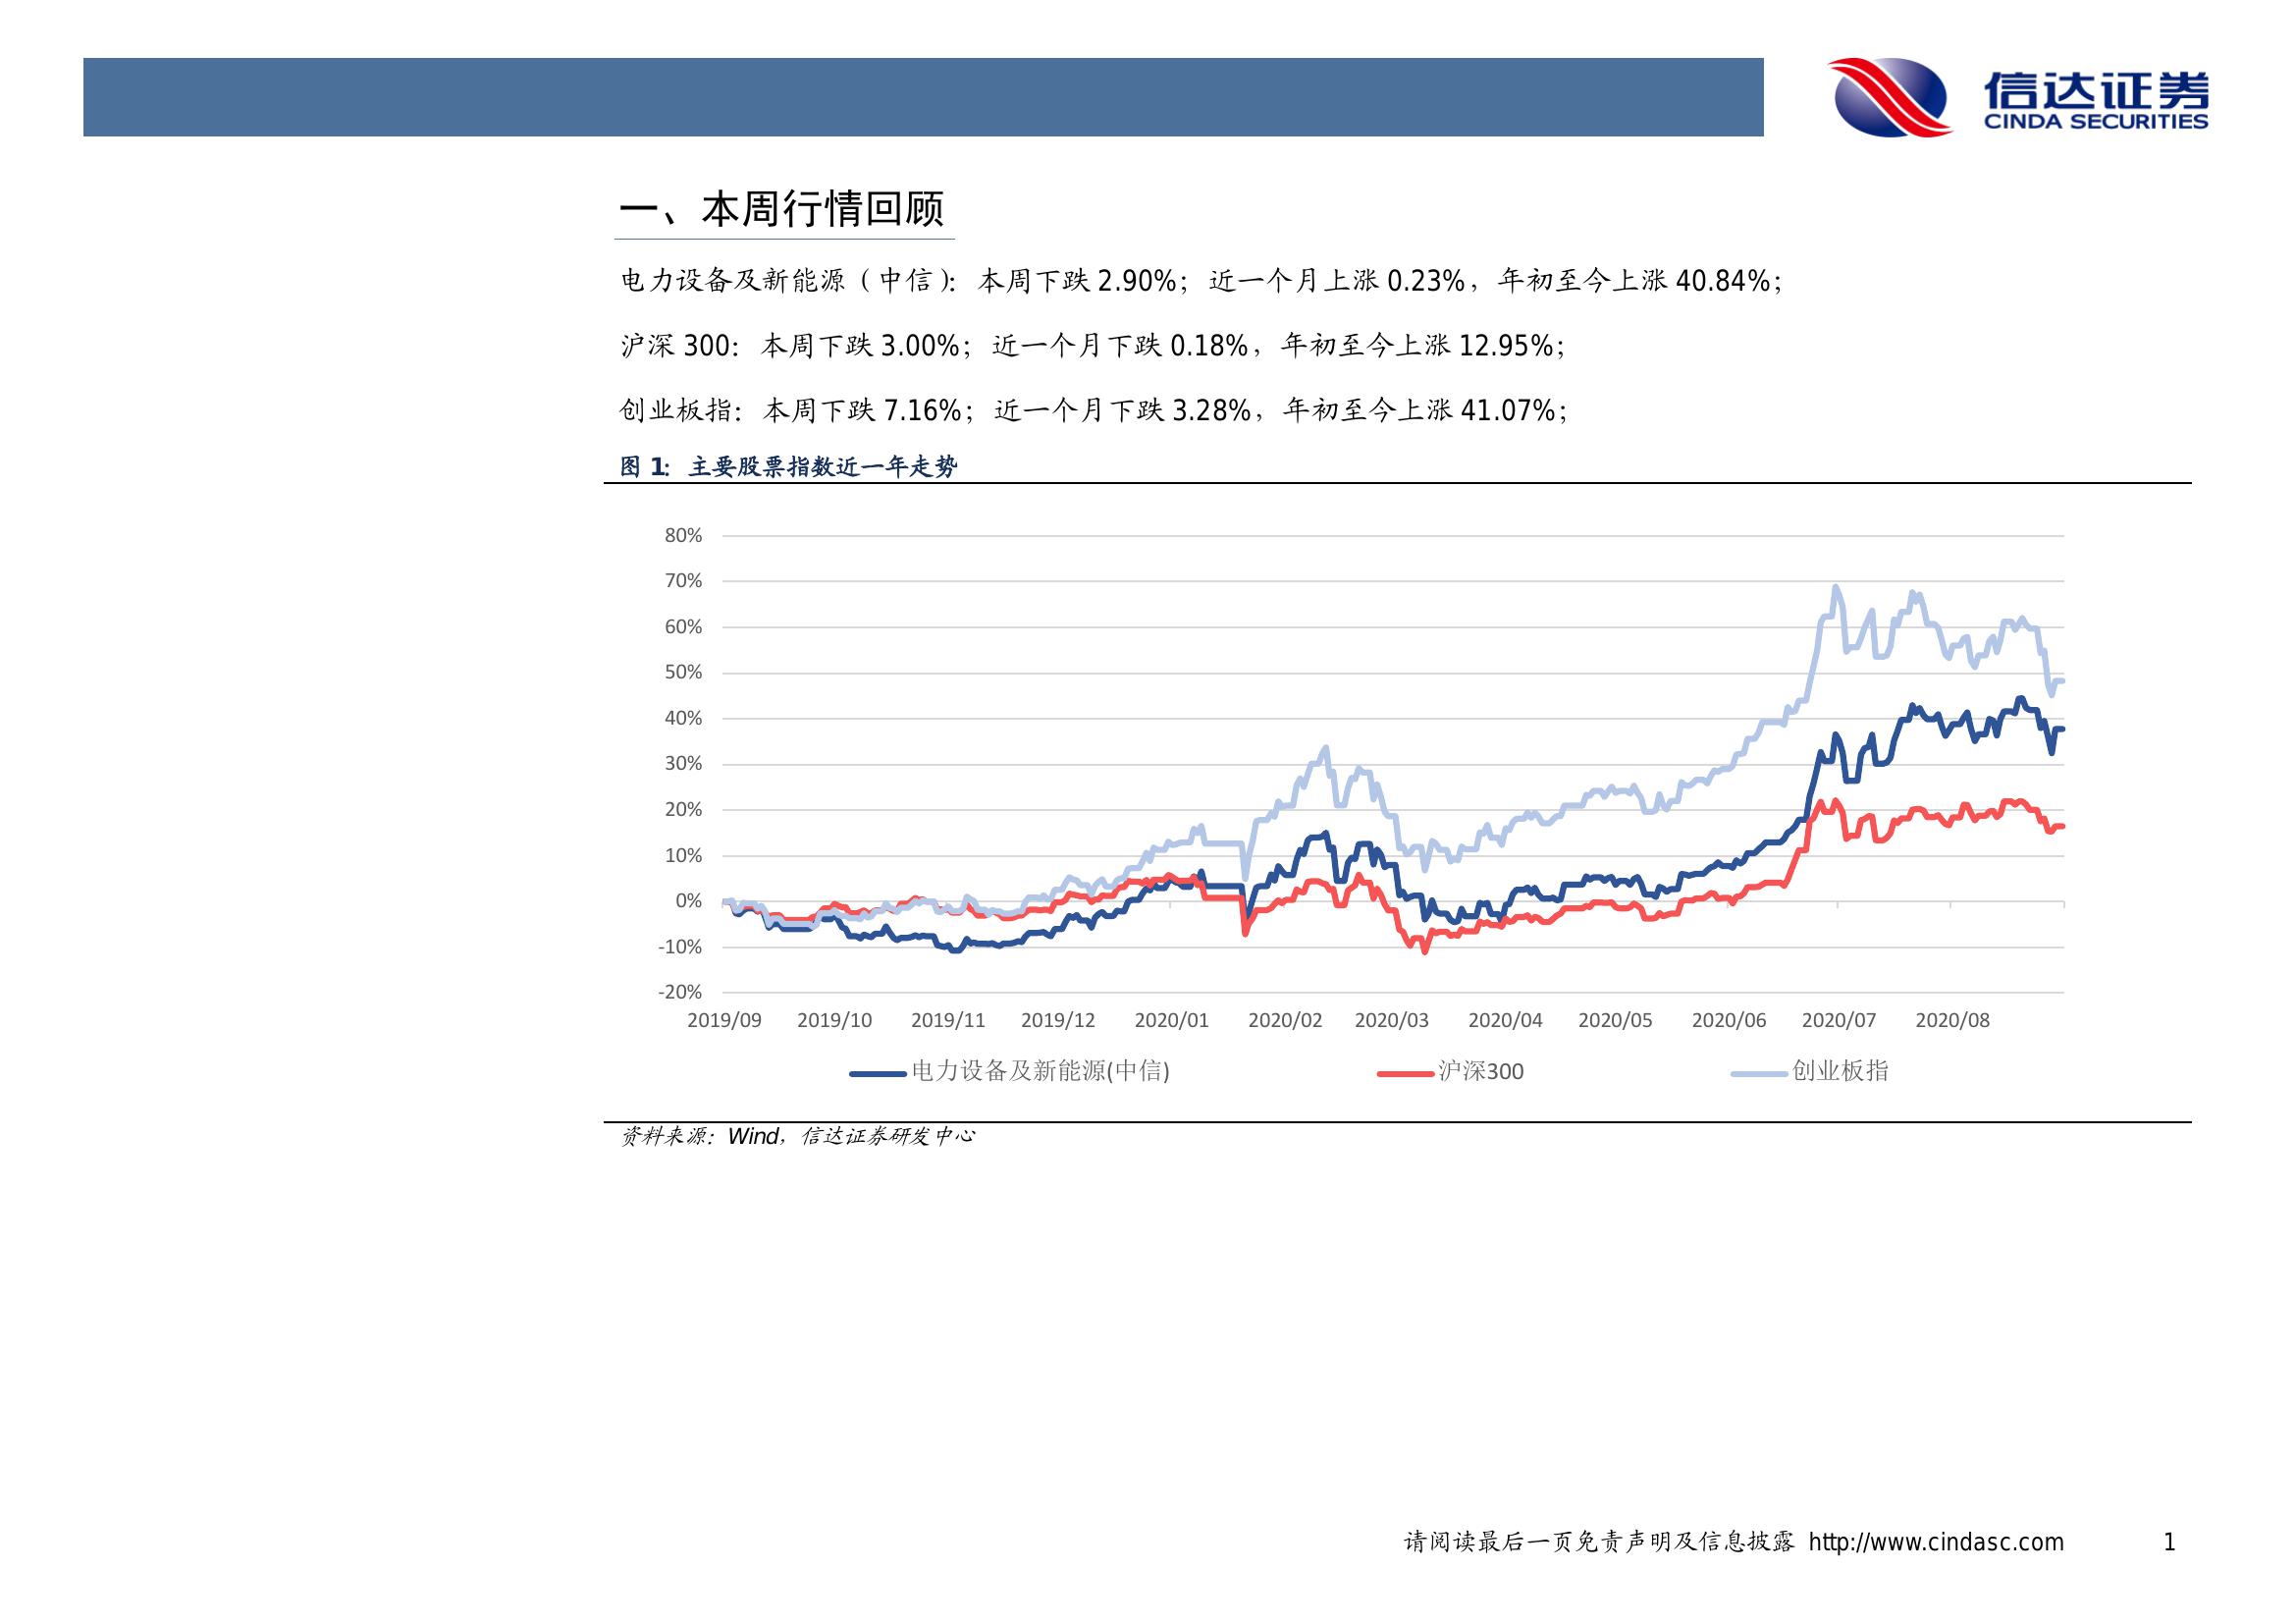 信达证券
CINDA SECURITIES
一、本周行情回顾
电力设备及新能源（中信）：本周下跌 2.90%；近一个月上涨 0.23%，年初至今上涨 40.84%；
沪深 300：本周下跌 3.00%；近一个月下跌 0.18%，年初至今上涨 12.95%；
创业板指：本周下跌 7.16%；近一个月下跌 3.28%，年初至今上涨 41.07%；
图 1：主要股票指数近一年走势
80%
70%
60%
50%
40%
30%
20%
10%
0%
-10%
-20%
2019/09 2019/10 2019/11 2019/12 2020/01 2020/02 2020/03 2020/04 2020/05 2020/06 2020/07 2020/08
电力设备及新能源(中信) 沪深300 创业板指
资料来源：Wind，信达证券研发中心
请阅读最后一页免责声明及信息披露 http://www.cindasc.com 1